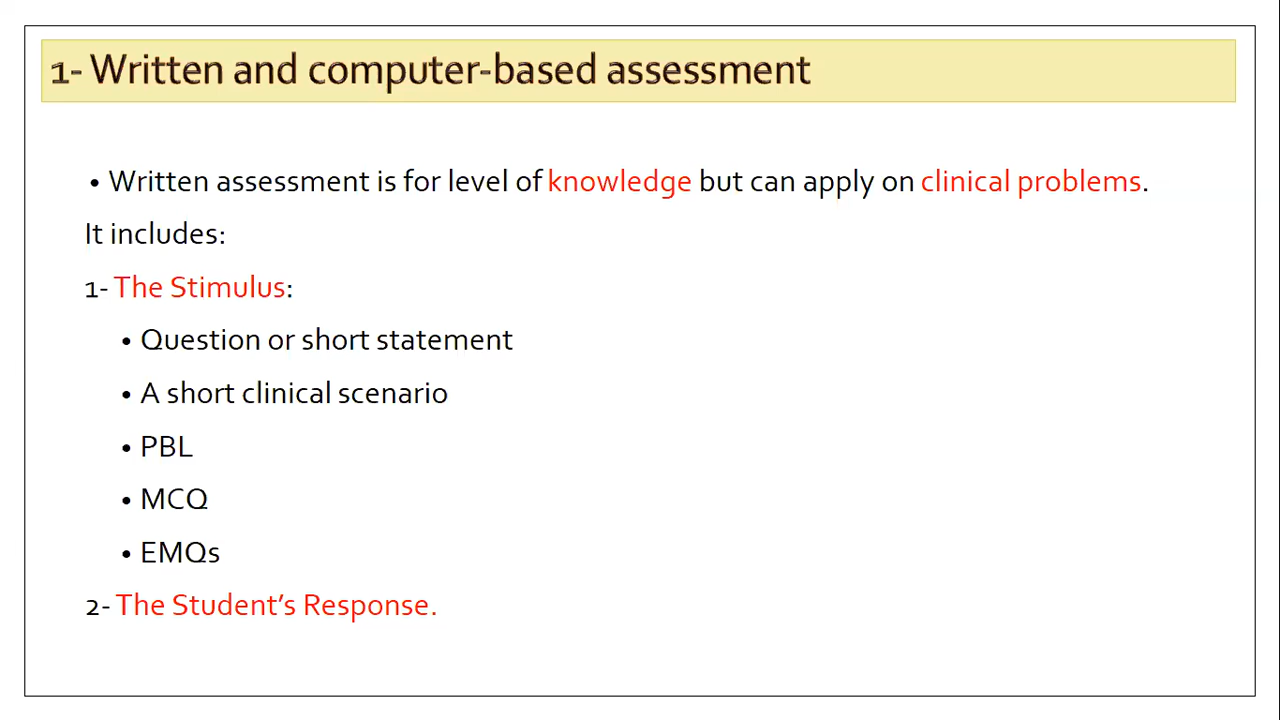 1- Written and computer-based assessment
• Written assessment is for level of knowledge but can apply on clinical problems.
It includes:
1- The Stimulus:
• Question or short statement
• A short clinical scenario
• PBL
• MCQ
• EMQs
2- The Student’s Response.